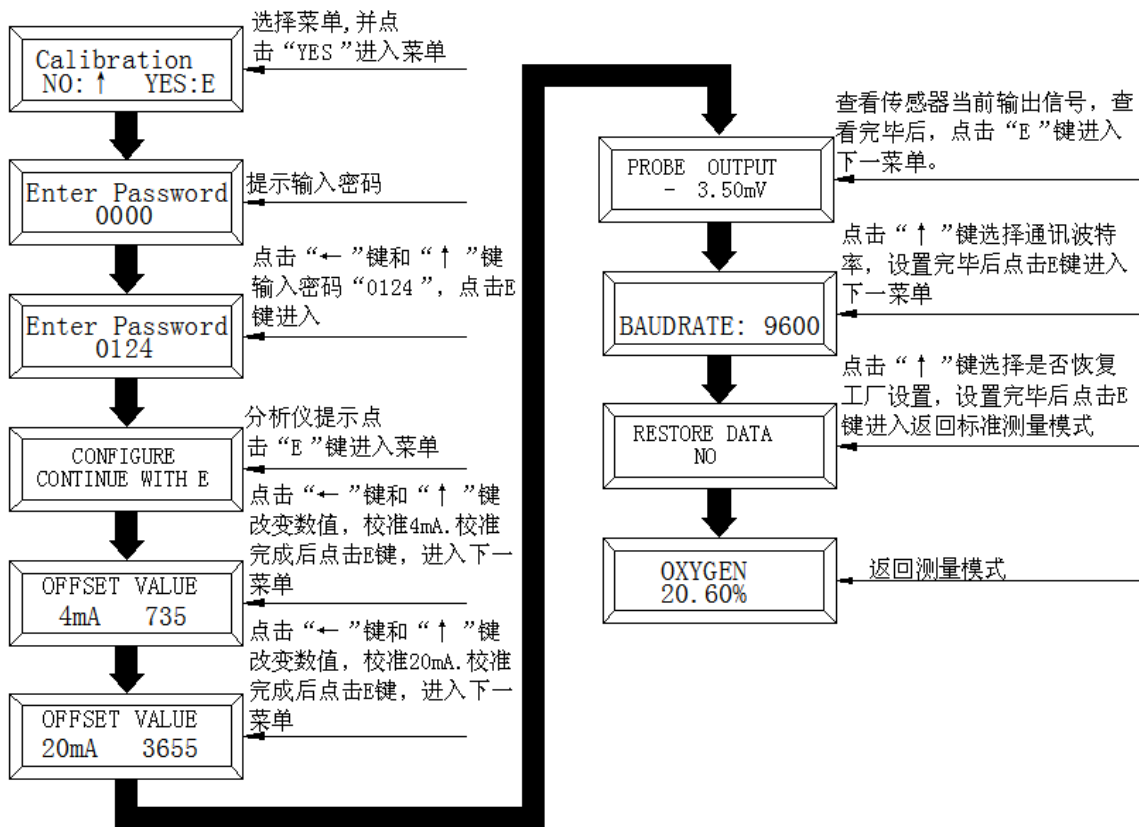 选择菜单,并点
击“YES”进入菜单
Calibration
NO:↑ YES:E
Enter Password
0000
提示输入密码
点击“←”键和“↑”键
输入密码“0124”，点击E
键进入
Enter Password
0124
分析仪提示点
击“E”键进入菜单
CONFIGURE
CONTINUE WITH E
点击“←”键和“↑”键
改变数值，校准4mA.校准
完成后点击E键，进入下一
菜单
OFFSET VALUE
4mA 735
点击“←”键和“↑”键
改变数值，校准20mA.校准
完成后点击E键，进入下一
菜单
OFFSET VALUE
20mA 3655
查看传感器当前输出信号，查
看完毕后，点击“E”键进入
下一菜单。
PROBE OUTPUT
- 3.50mV
点击“↑”键选择通讯波特
率，设置完毕后点击E键进入
下一菜单
BAUDRATE: 9600
点击“↑”键选择是否恢复
工厂设置，设置完毕后点击E
键进入返回标准测量模式
RESTORE DATA
NO
OXYGEN
20.60%
返回测量模式